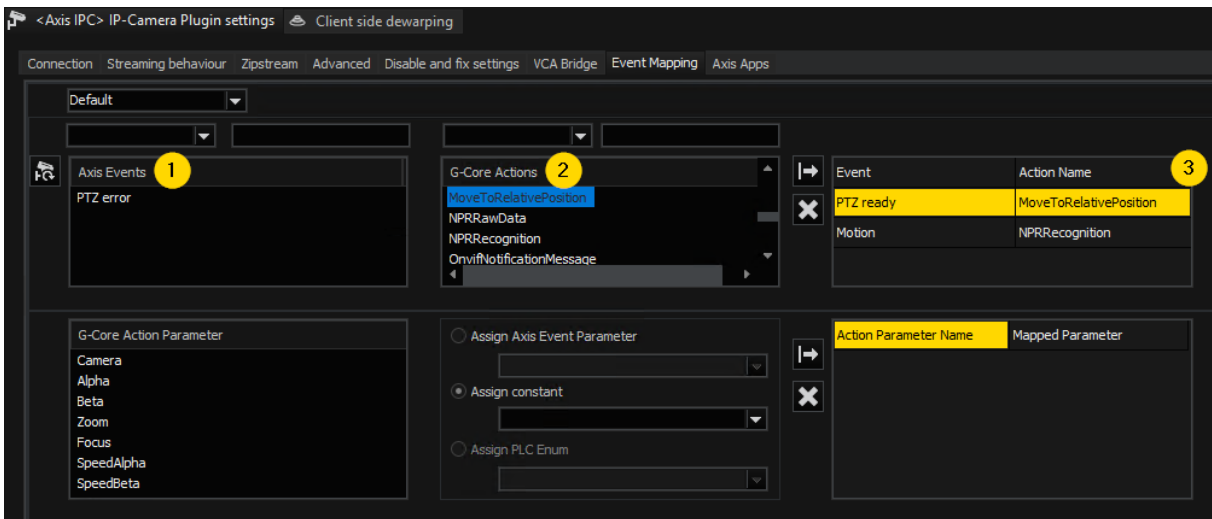 <Axis IPC> IP-Camera Plugin settings Client side dewarping
Connection Streaming behaviour Zipstream Advanced Disable and fix settings VCA Bridge Event Mapping Axis Apps
Default
Axis Events 1
PTZ error
G-Core Actions 2
MoveToRelativePosition
NPRRawData
NPRRecognition
OnvifNotificationMessage
Event Action Name 3
PTZ ready MoveToRelativePosition
Motion NPRRecognition
G-Core Action Parameter
Camera
Alpha
Beta
Zoom
Focus
SpeedAlpha
SpeedBeta
Assign Axis Event Parameter
Assign constant
Assign PLC Enum
Action Parameter Name Mapped Parameter